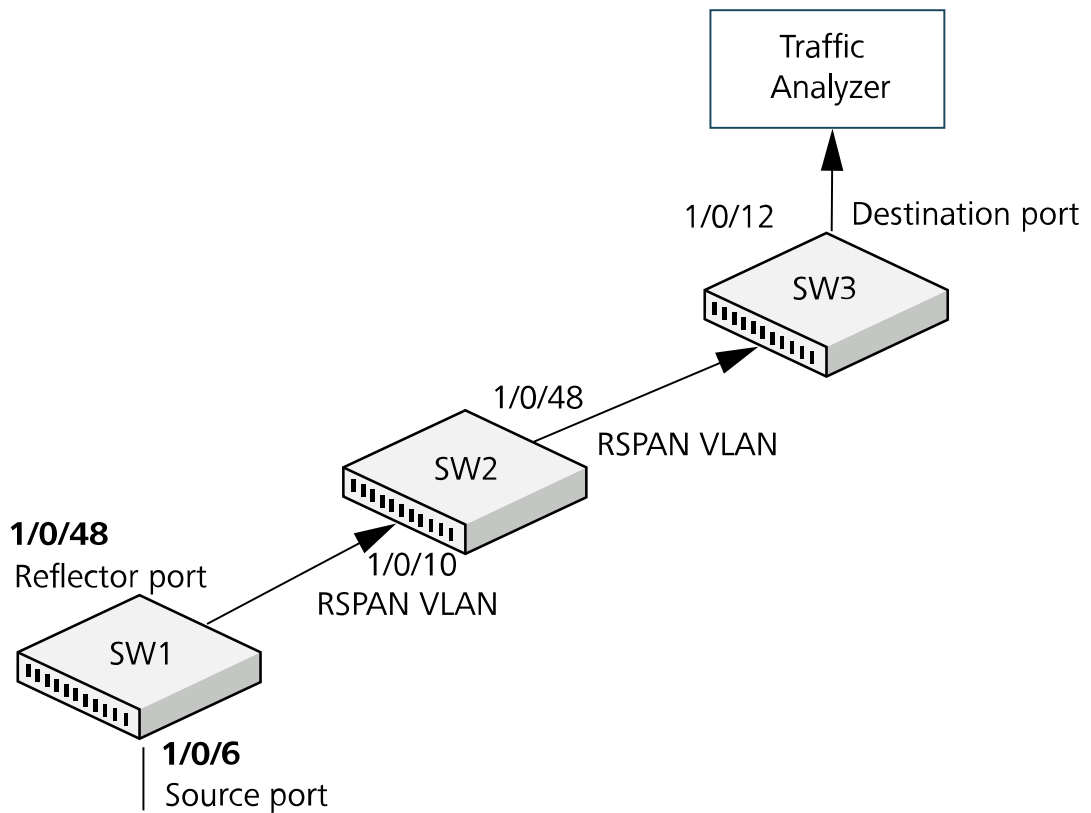 Traffic
Analyzer
1/0/12
Destination port
SW3
1/0/48
RSPAN VLAN
SW2
1/0/48
Reflector port
1/0/10
RSPAN VLAN
SW1
1/0/6
Source port